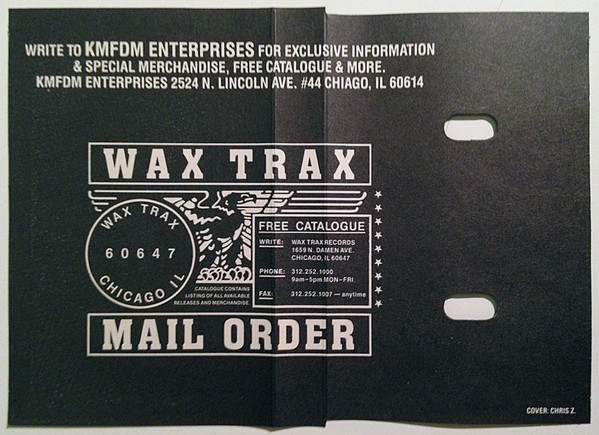 WRITE TO KMFDM ENTERPRISES FOR EXCLUSIVE INFORMATION
& SPECIAL MERCHANDISE, FREE CATALOGUE & MORE.
KMFDM ENTERPRISES 2524 N. LINCOLN AVE. #44 CHIAGO, IL 60614
WAX TRAX
WAX TRAX
60647
CHICAGO IL
CATALOGUE CONTAINS
LISTING OF ALL AVAILABLE
RELEASES AND MERCHANDISE.
FREE CATALOGUE
WRITE: WAX TRAX RECORDS
1659 N. DAMEN AVE.
CHICAGO, IL 60647
PHONE: 312.252.1000
9am–5pm MON–FRI
FAX: 312.252.1007 — anytime
MAIL ORDER
COVER: CHRIS Z.